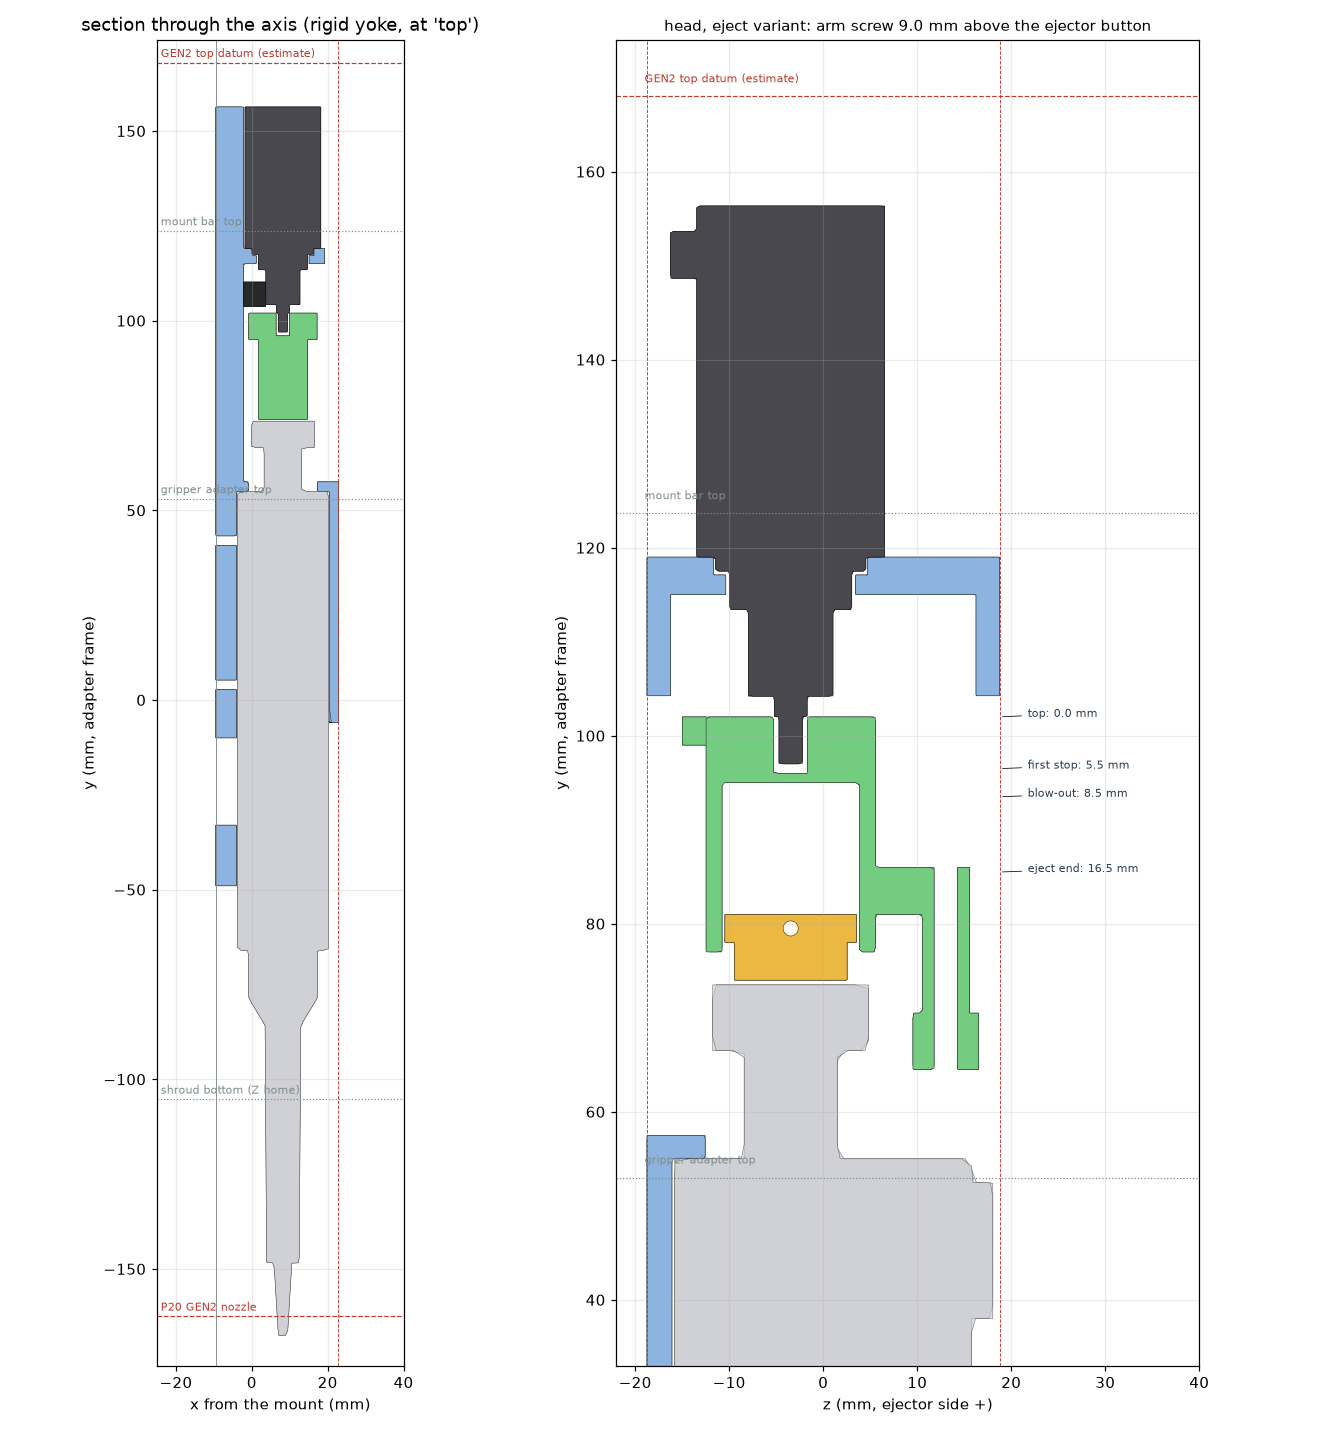 section through the axis (rigid yoke, at 'top')
GEN2 top datum (estimate)
mount bar top
gripper adapter top
shroud bottom (Z home)
P20 GEN2 nozzle
150
100
50
0
−50
−100
−150
y (mm, adapter frame)
−20
0
20
40
x from the mount (mm)
head, eject variant: arm screw 9.0 mm above the ejector button
GEN2 top datum (estimate)
mount bar top
top: 0.0 mm
first stop: 5.5 mm
blow-out: 8.5 mm
eject end: 16.5 mm
gripper adapter top
160
140
120
100
80
60
40
y (mm, adapter frame)
−20
−10
0
10
20
30
40
z (mm, ejector side +)